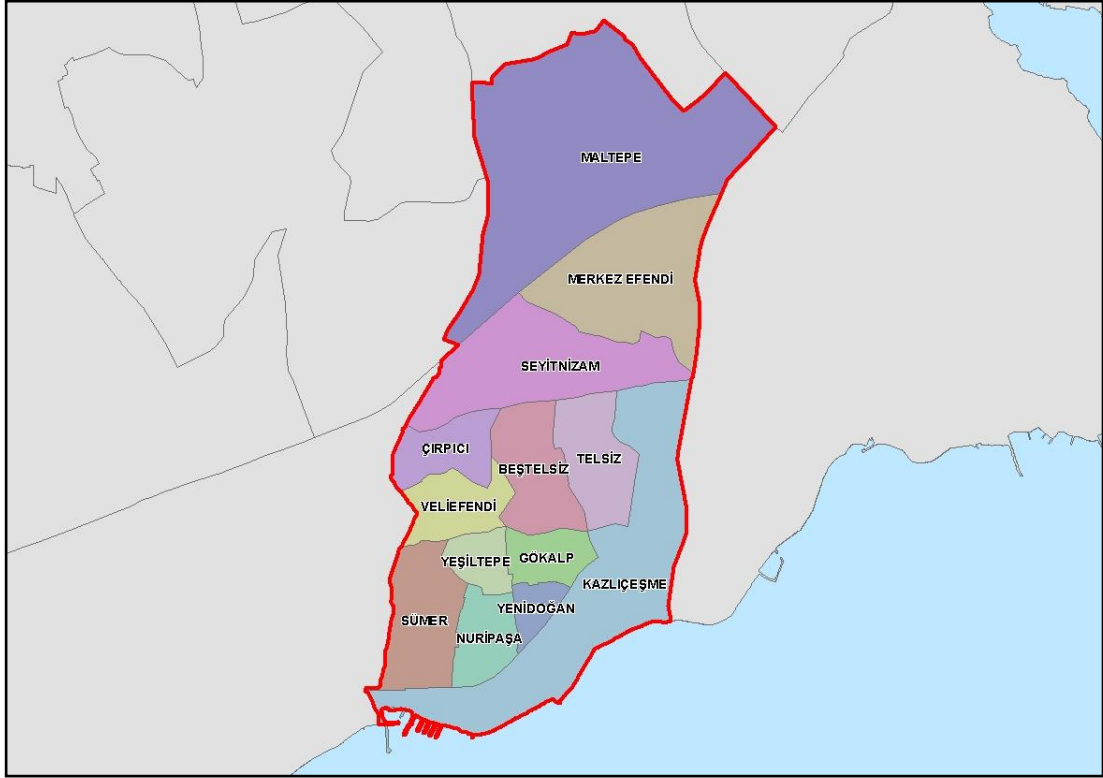 MALTEPE
MERKEZ EFENDİ
SEYİTNİZAM
ÇIRPICI
BEŞTELSİZ
TELSİZ
VELİEFENDİ
YEŞİLTEPE
GÖKALP
KAZLIÇEŞME
YENİDOĞAN
SÜMER
NURİPAŞA